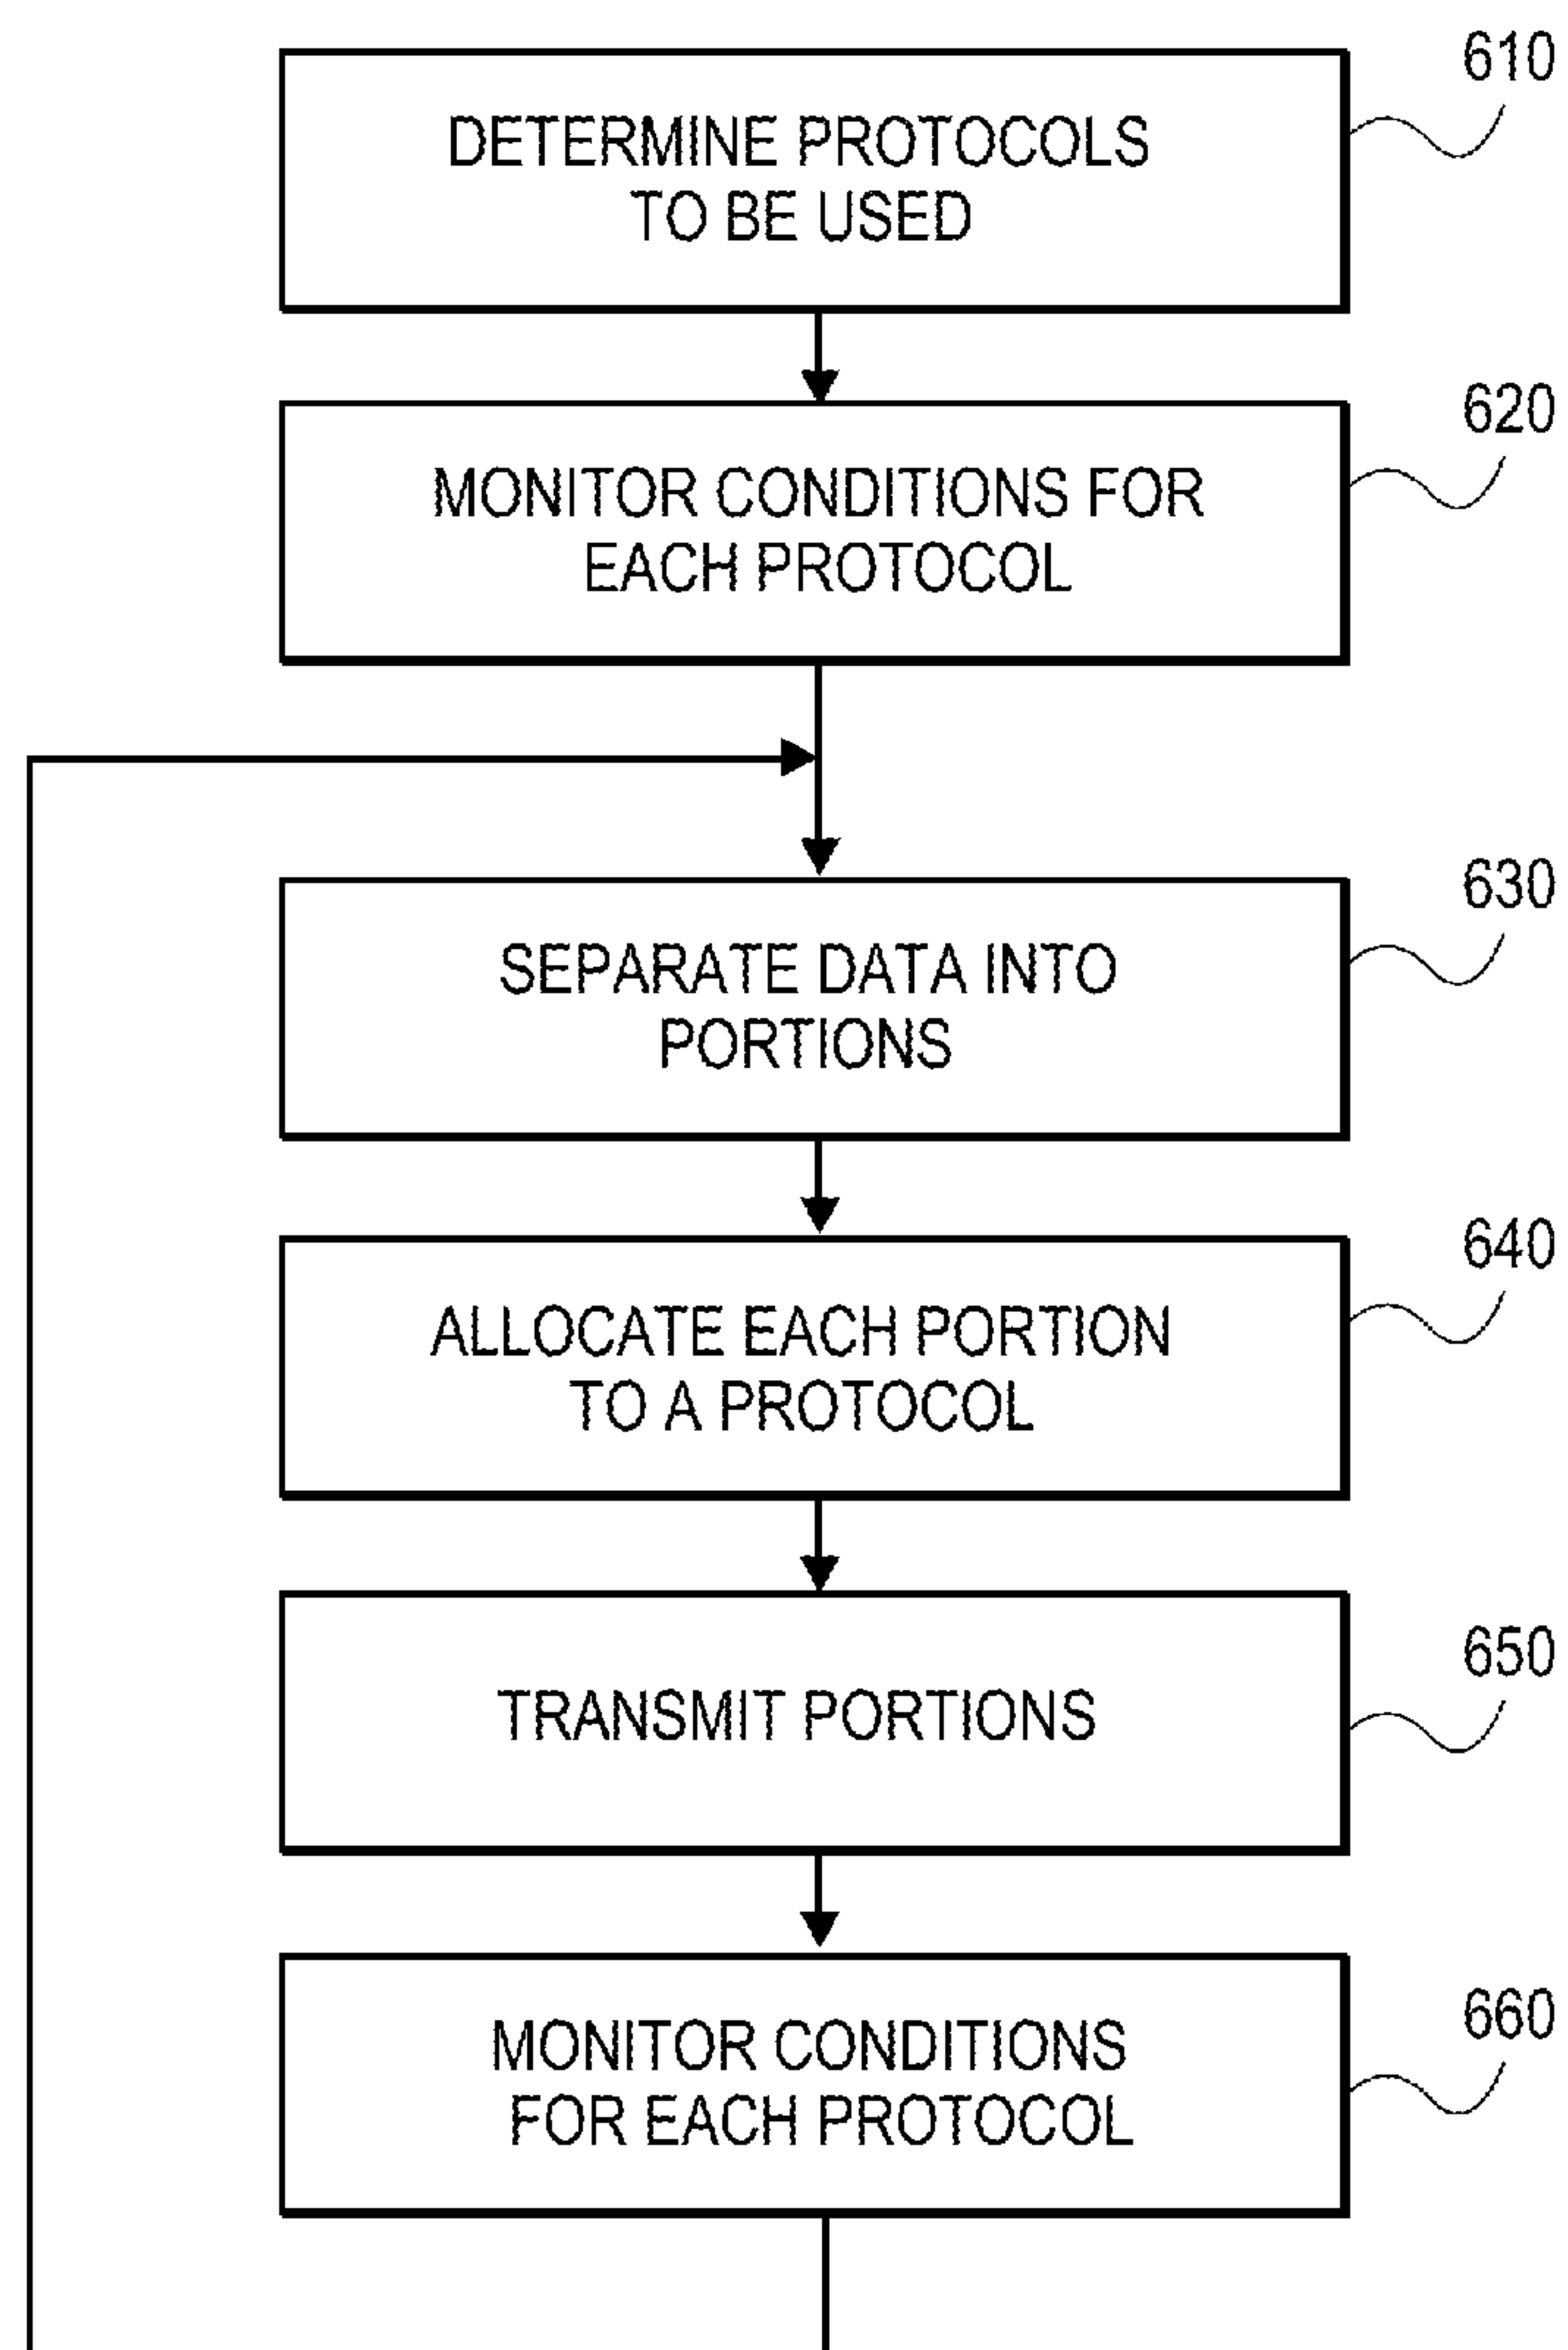 610
DETERMINE PROTOCOLS
TO BE USED
620
MONITOR CONDITIONS FOR
EACH PROTOCOL
630
SEPARATE DATA INTO
PORTIONS
640
ALLOCATE EACH PORTION
TO A PROTOCOL
650
TRANSMIT PORTIONS
660
MONITOR CONDITIONS
FOR EACH PROTOCOL